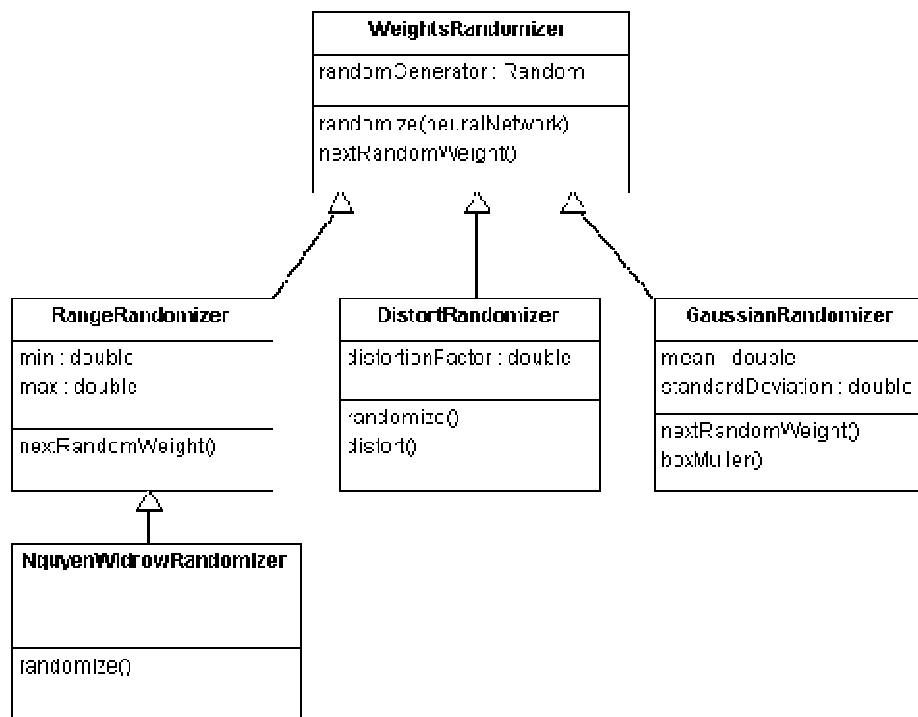 WeightsRandomizer
randomGenerator : Random
randomize(neuralNetwork)
nextRandomWeight()
RangeRandomizer
min : double
max : double
nextRandomWeight()
DistortRandomizer
distortionFactor : double
randomize()
distort()
GaussianRandomizer
mean : double
standardDeviation : double
nextRandomWeight()
boxMuller()
NguyenWidrowRandomizer
randomize()